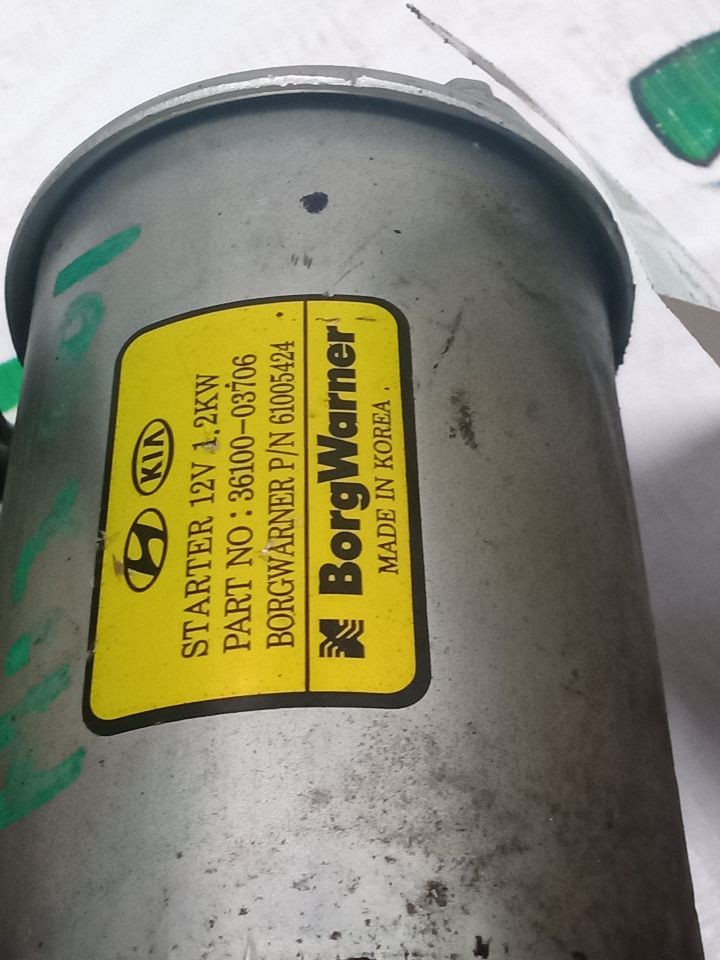 KIA
STARTER 12V 1.2KW
PART NO : 36100-03706
BORGWARNER P/N 61005424
BorgWarner
MADE IN KOREA